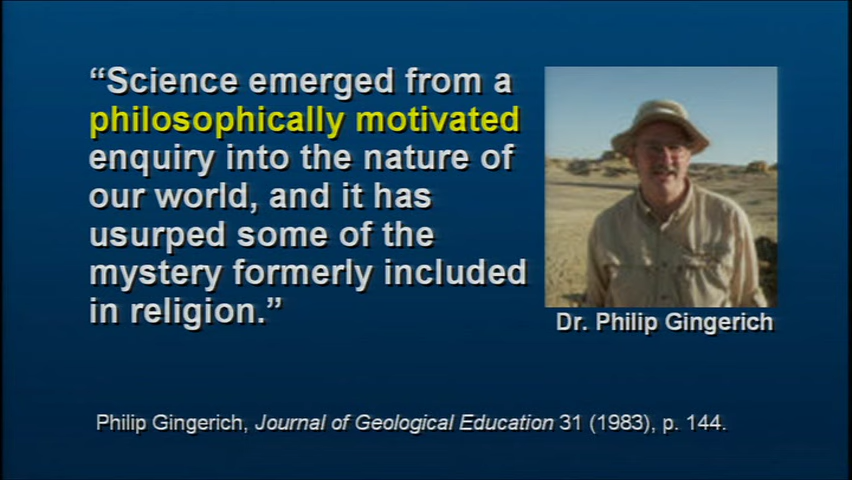 “Science emerged from a
philosophically motivated
enquiry into the nature of
our world, and it has
usurped some of the
mystery formerly included
in religion.”
Dr. Philip Gingerich
Philip Gingerich, Journal of Geological Education 31 (1983), p. 144.